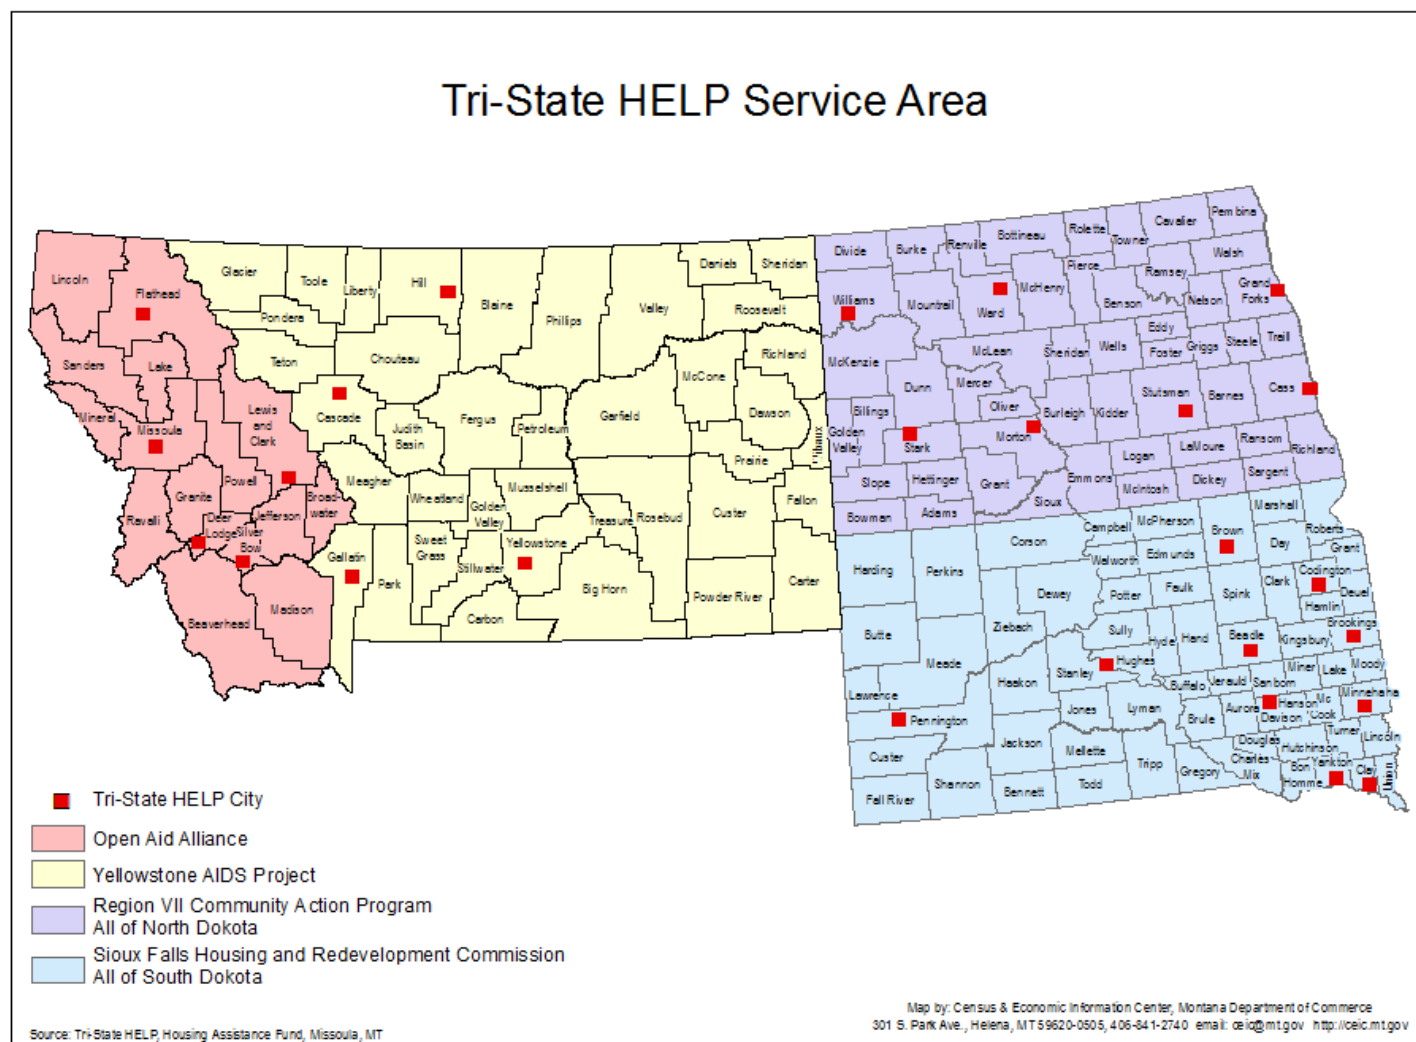 Tri-State HELP Service Area
Lincoln
Flathead
Glacier
Toole
Liberty
Hill
Blaine
Phillips
Valley
Daniels
Sheridan
Roosevelt
Pondera
Teton
Chouteau
Sanders
Lake
Mineral
Missoula
Lewis
and
Clark
Cascade
Judith
Basin
Fergus
Petroleum
Garfield
McCone
Richland
Dawson
Wibaux
Prairie
Powell
Granite
Ravalli
Deer
Lodge
Silver
Bow
Jefferson
Broad-
water
Meagher
Wheatland
Golden
Valley
Musselshell
Treasure
Rosebud
Custer
Fallon
Gallatin
Park
Sweet
Grass
Stillwater
Yellowstone
Carbon
Big Horn
Powder River
Carter
Beaverhead
Madison
Divide
Burke
Renville
Bottineau
Rolette
Towner
Cavalier
Pembina
Williams
Mountrail
Ward
McHenry
Pierce
Benson
Ramsey
Walsh
Nelson
Grand
Forks
McKenzie
Dunn
McLean
Mercer
Oliver
Sheridan
Wells
Eddy
Foster
Griggs
Steele
Traill
Billings
Golden
Valley
Stark
Morton
Burleigh
Kidder
Stutsman
Barnes
Cass
Slope
Hettinger
Grant
Sioux
Emmons
Logan
LaMoure
Ransom
Richland
Bowman
Adams
McIntosh
Dickey
Sargent
Harding
Perkins
Corson
Campbell
McPherson
Brown
Marshall
Roberts
Walworth
Edmunds
Day
Grant
Butte
Meade
Ziebach
Dewey
Potter
Faulk
Spink
Clark
Codington
Deuel
Hamlin
Sully
Hyde
Hand
Beadle
Kingsbury
Brookings
Lawrence
Haakon
Stanley
Hughes
Buffalo
Jerauld
Sanborn
Miner
Lake
Moody
Pennington
Jones
Lyman
Brule
Aurora
Davison
Hanson
Mc
Cook
Minnehaha
Custer
Jackson
Mellette
Tripp
Gregory
Douglas
Charles
Mix
Hutchinson
Turner
Lincoln
Fall River
Shannon
Bennett
Todd
Bon
Homme
Yankton
Clay
Union
Tri-State HELP City
Open Aid Alliance
Yellowstone AIDS Project
Region VII Community Action Program
All of North Dokota
Sioux Falls Housing and Redevelopment Commission
All of South Dokota
Map by: Census & Economic Information Center, Montana Department of Commerce
301 S. Park Ave., Helena, MT 59620-0505, 406-841-2740 email: ceic@mt.gov http://ceic.mt.gov
Source: Tri-State HELP, Housing Assistance Fund, Missoula, MT